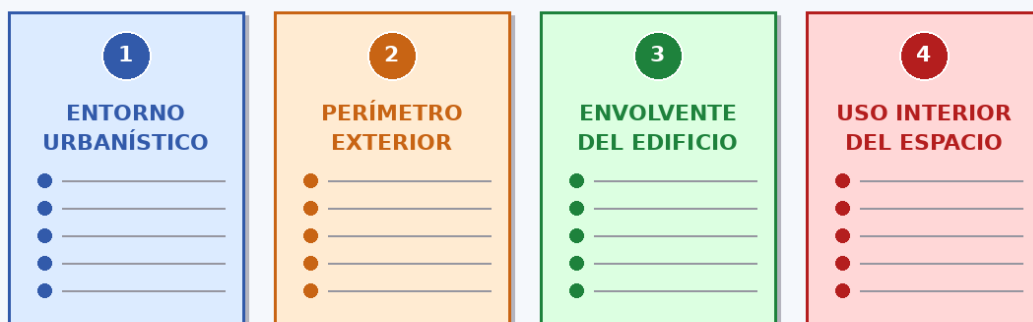 1
ENTORNO
URBANÍSTICO
2
PERÍMETRO
EXTERIOR
3
ENVOLVENTE
DEL EDIFICIO
4
USO INTERIOR
DEL ESPACIO